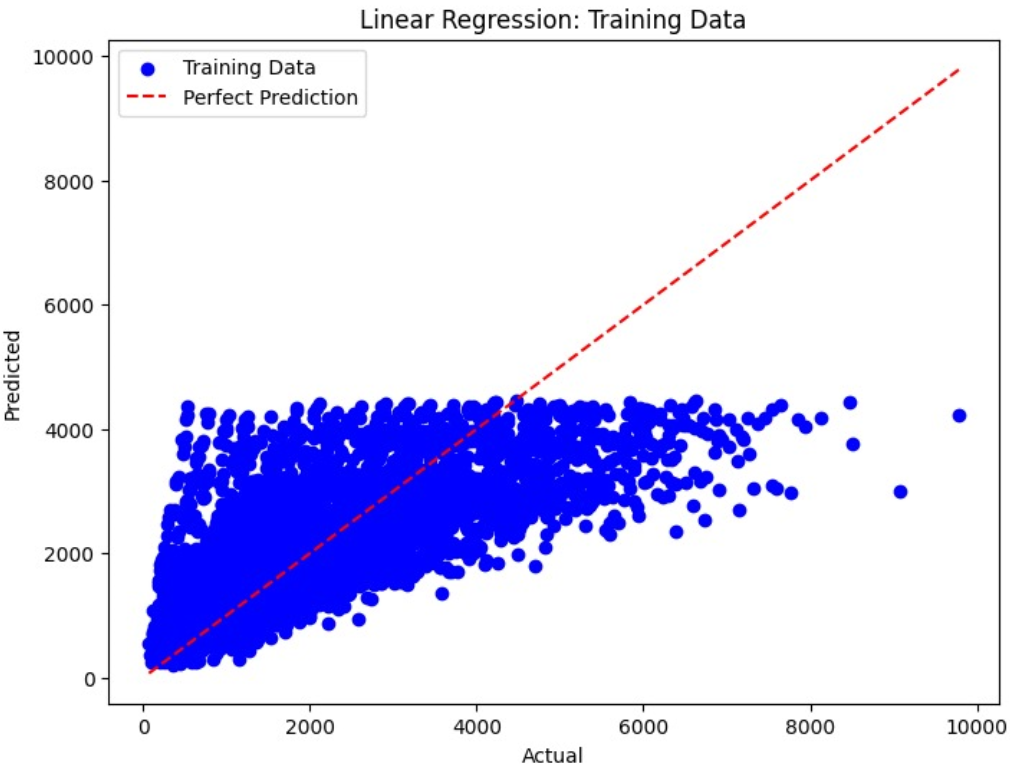 Linear Regression: Training Data
Training Data
Perfect Prediction
10000
8000
6000
4000
2000
0
Predicted
0
2000
4000
6000
8000
10000
Actual